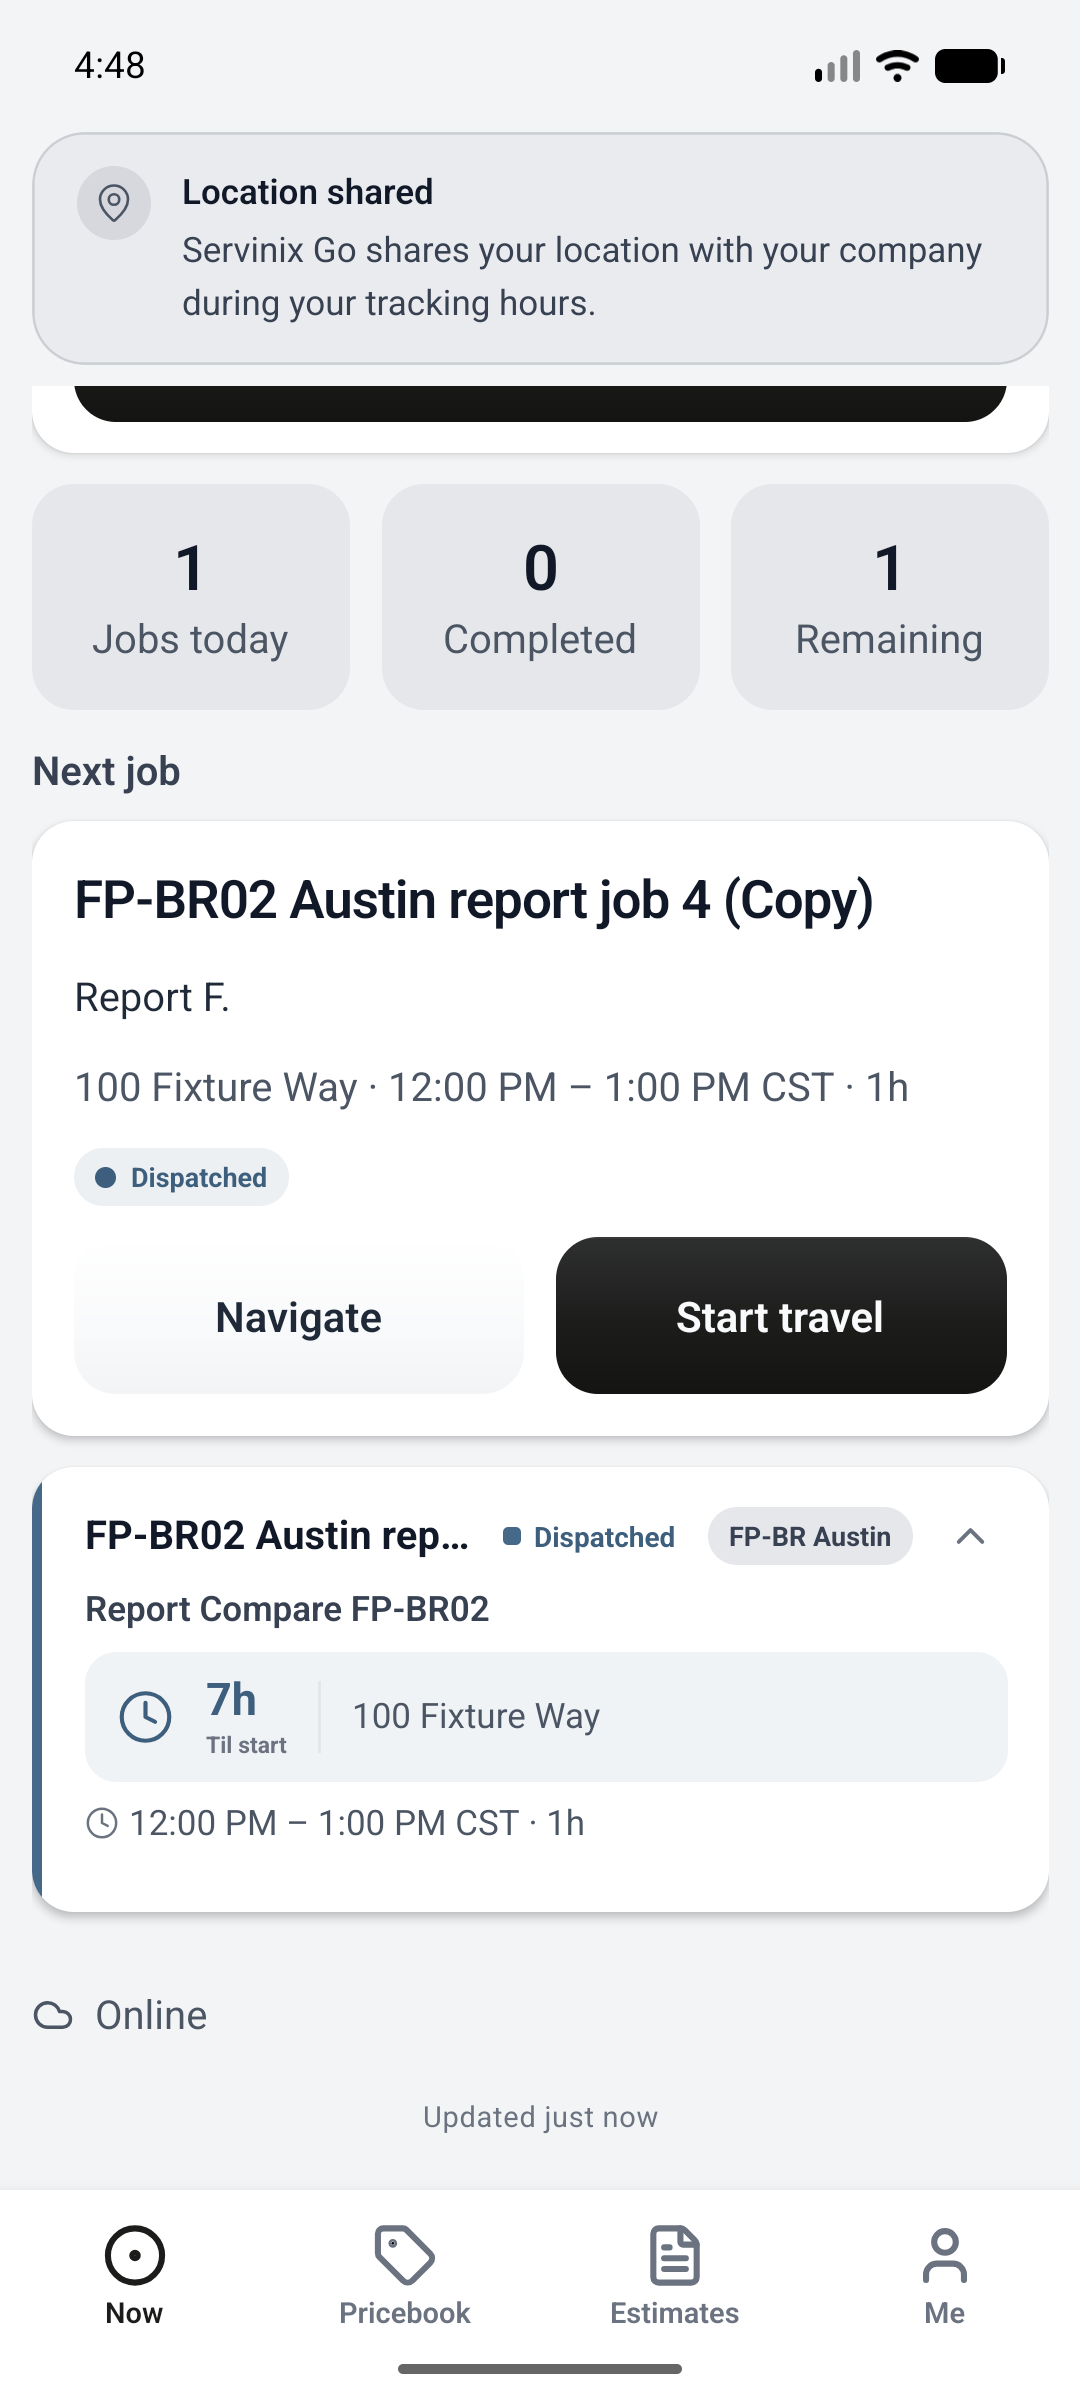 4:48
Location shared
Servinix Go shares your location with your company
during your tracking hours.
1
Jobs today
0
Completed
1
Remaining
Next job
FP-BR02 Austin report job 4 (Copy)
Report F.
100 Fixture Way · 12:00 PM – 1:00 PM CST · 1h
Dispatched
Navigate
Start travel
FP-BR02 Austin rep... Dispatched FP-BR Austin
Report Compare FP-BR02
7h
Til start
100 Fixture Way
12:00 PM – 1:00 PM CST · 1h
Online
Updated just now
Now
Pricebook
Estimates
Me